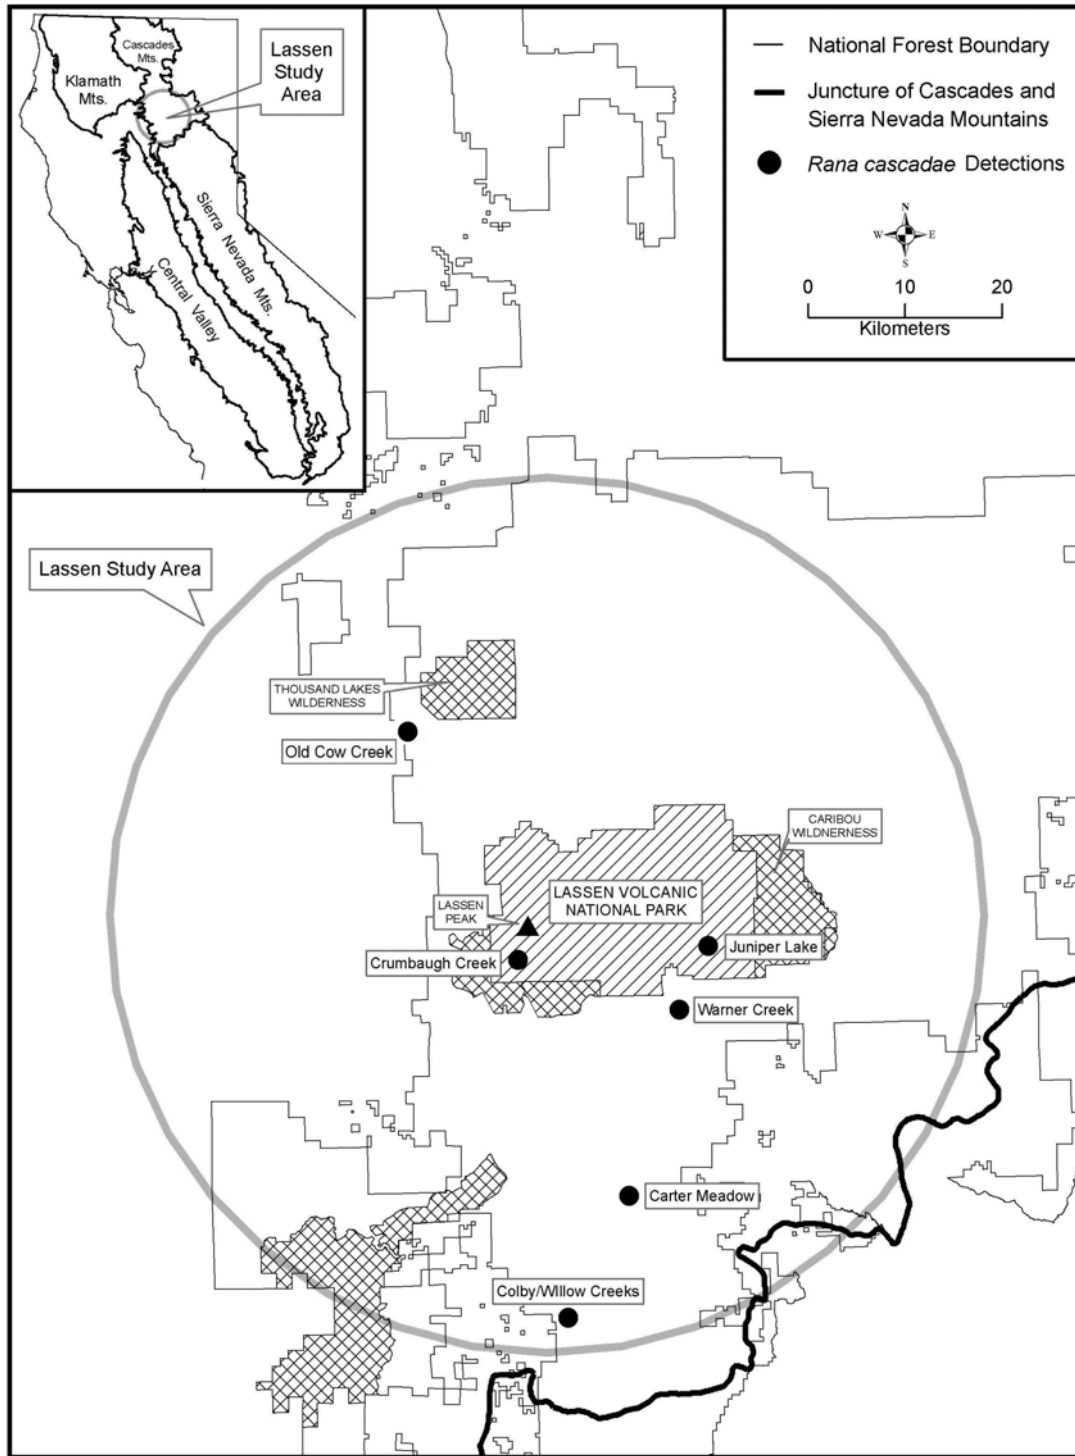 Cascades
Mts.
Klamath
Mts.
Lassen
Study
Area
Sierra Nevada Mts.
Central Valley
National Forest Boundary
Juncture of Cascades and
Sierra Nevada Mountains
Rana cascadae Detections
N
W
E
S
0
10
20
Kilometers
Lassen Study Area
THOUSAND LAKES
WILDERNESS
Old Cow Creek
CARIBOU
WILDNERNESS
LASSEN VOLCANIC
NATIONAL PARK
LASSEN
PEAK
Crumbaugh Creek
Juniper Lake
Warner Creek
Carter Meadow
Colby/Willow Creeks